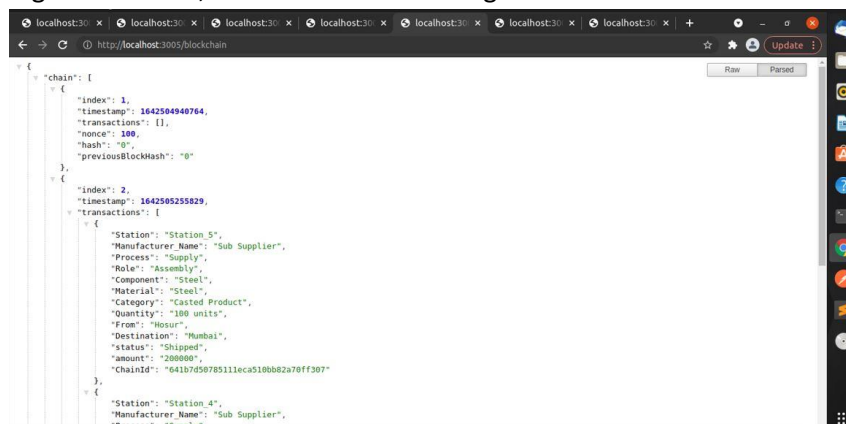 localhost:30 × localhost:30 × localhost:30 × localhost:30 × localhost:30 × localhost:30 × localhost:30 × +
http://localhost:3005/blockchain Update
Raw Parsed
{
"chain": [
{
"index": 1,
"timestamp": 1642504940764,
"transactions": [],
"nonce": 100,
"hash": "0",
"previousBlockHash": "0"
},
{
"index": 2,
"timestamp": 1642505255829,
"transactions": [
{
"Station": "Station_5",
"Manufacturer_Name": "Sub Supplier",
"Process": "Supply",
"Role": "Assembly",
"Component": "Steel",
"Material": "Steel",
"Category": "Casted Product",
"Quantity": "100 units",
"From": "Hosur",
"Destination": "Mumbai",
"status": "Shipped",
"amount": "200000",
"ChainId": "641b7d50785111eca510bb82a70ff307"
},
{
"Station": "Station_4",
"Manufacturer_Name": "Sub Supplier",